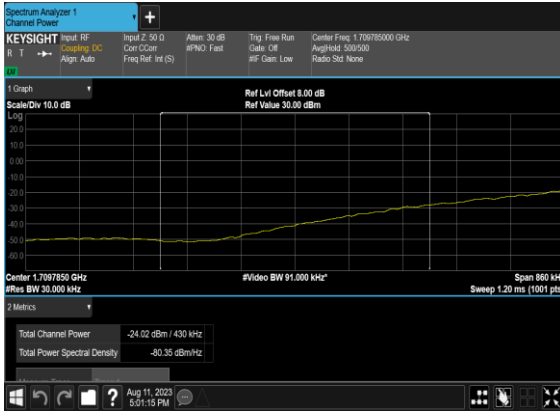 Spectrum Analyzer 1
Channel Power
+
KEYSIGHT Input: RF Input Z: 50 Ω Atten: 30 dB Trig: Free Run Center Freq: 1.709785000 GHz
R T Coupling: DC Corr CCorr #PNO: Fast Gate: Off Avg|Hold: 500/500
Align: Auto Freq Ref: Int (S) #IF Gain: Low Radio Std: None
1 Graph
Ref Lvl Offset 8.00 dB
Scale/Div 10.0 dB Ref Value 30.00 dBm
Log
20.0
10.0
0.00
-10.0
-20.0
-30.0
-40.0
-50.0
-60.0
Center 1.7097850 GHz #Video BW 91.000 kHz* Span 860 kH
#Res BW 30.000 kHz Sweep 1.20 ms (1001 pts
2 Metrics
Total Channel Power -24.02 dBm / 430 kHz
Total Power Spectral Density -80.35 dBm/Hz
?
Aug 11, 2023
5:01:15 PM